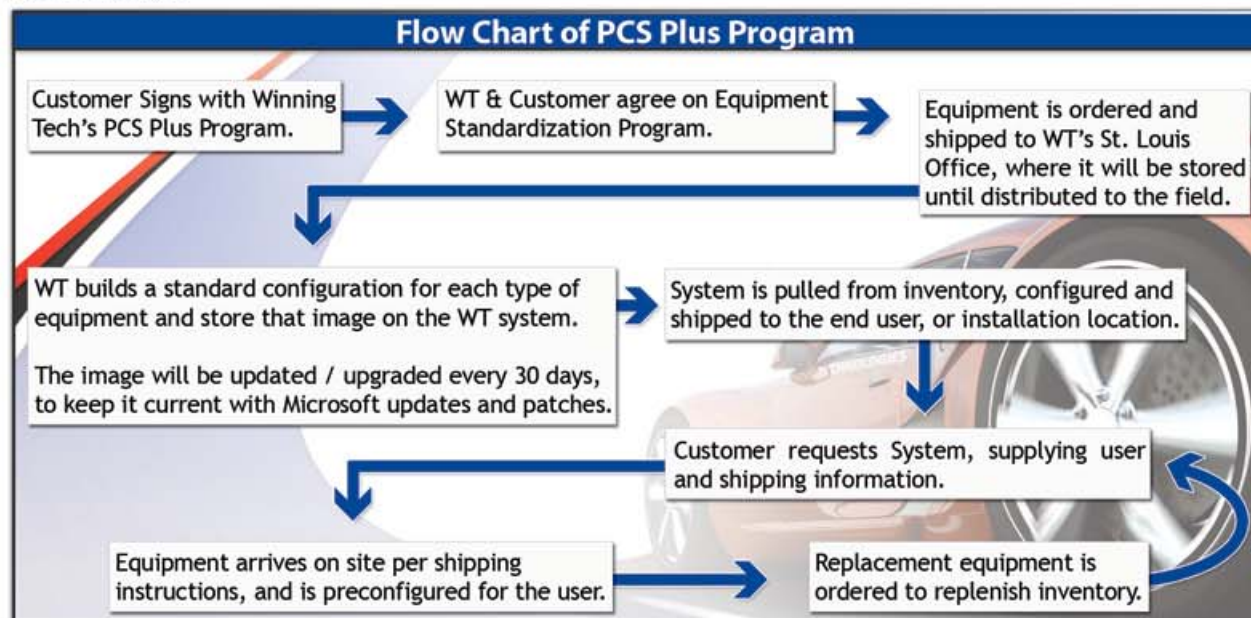 Flow Chart of PCS Plus Program
Customer Signs with Winning
Tech's PCS Plus Program.
WT & Customer agree on Equipment
Standardization Program.
Equipment is ordered and
shipped to WT's St. Louis
Office, where it will be stored
until distributed to the field.
WT builds a standard configuration for each type of
equipment and store that image on the WT system.
The image will be updated / upgraded every 30 days,
to keep it current with Microsoft updates and patches.
System is pulled from inventory, configured and
shipped to the end user, or installation location.
Customer requests System, supplying user
and shipping information.
Equipment arrives on site per shipping
instructions, and is preconfigured for the user.
Replacement equipment is
ordered to replenish inventory.